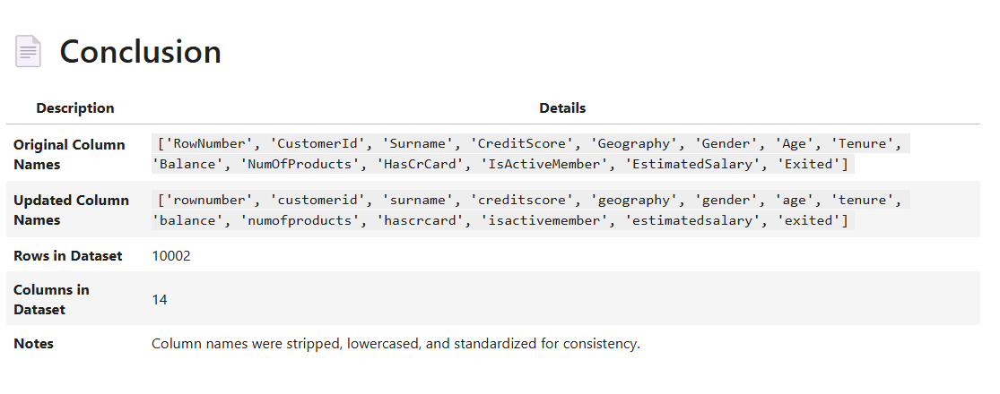 Conclusion
Description Details
Original Column Names ['RowNumber', 'CustomerId', 'Surname', 'CreditScore', 'Geography', 'Gender', 'Age', 'Tenure',
'Balance', 'NumOfProducts', 'HasCrCard', 'IsActiveMember', 'EstimatedSalary', 'Exited']
Updated Column Names ['rownumber', 'customerid', 'surname', 'creditscore', 'geography', 'gender', 'age', 'tenure',
'balance', 'numofproducts', 'hascrcard', 'isactivemember', 'estimatedsalary', 'exited']
Rows in Dataset 10002
Columns in Dataset 14
Notes Column names were stripped, lowercased, and standardized for consistency.